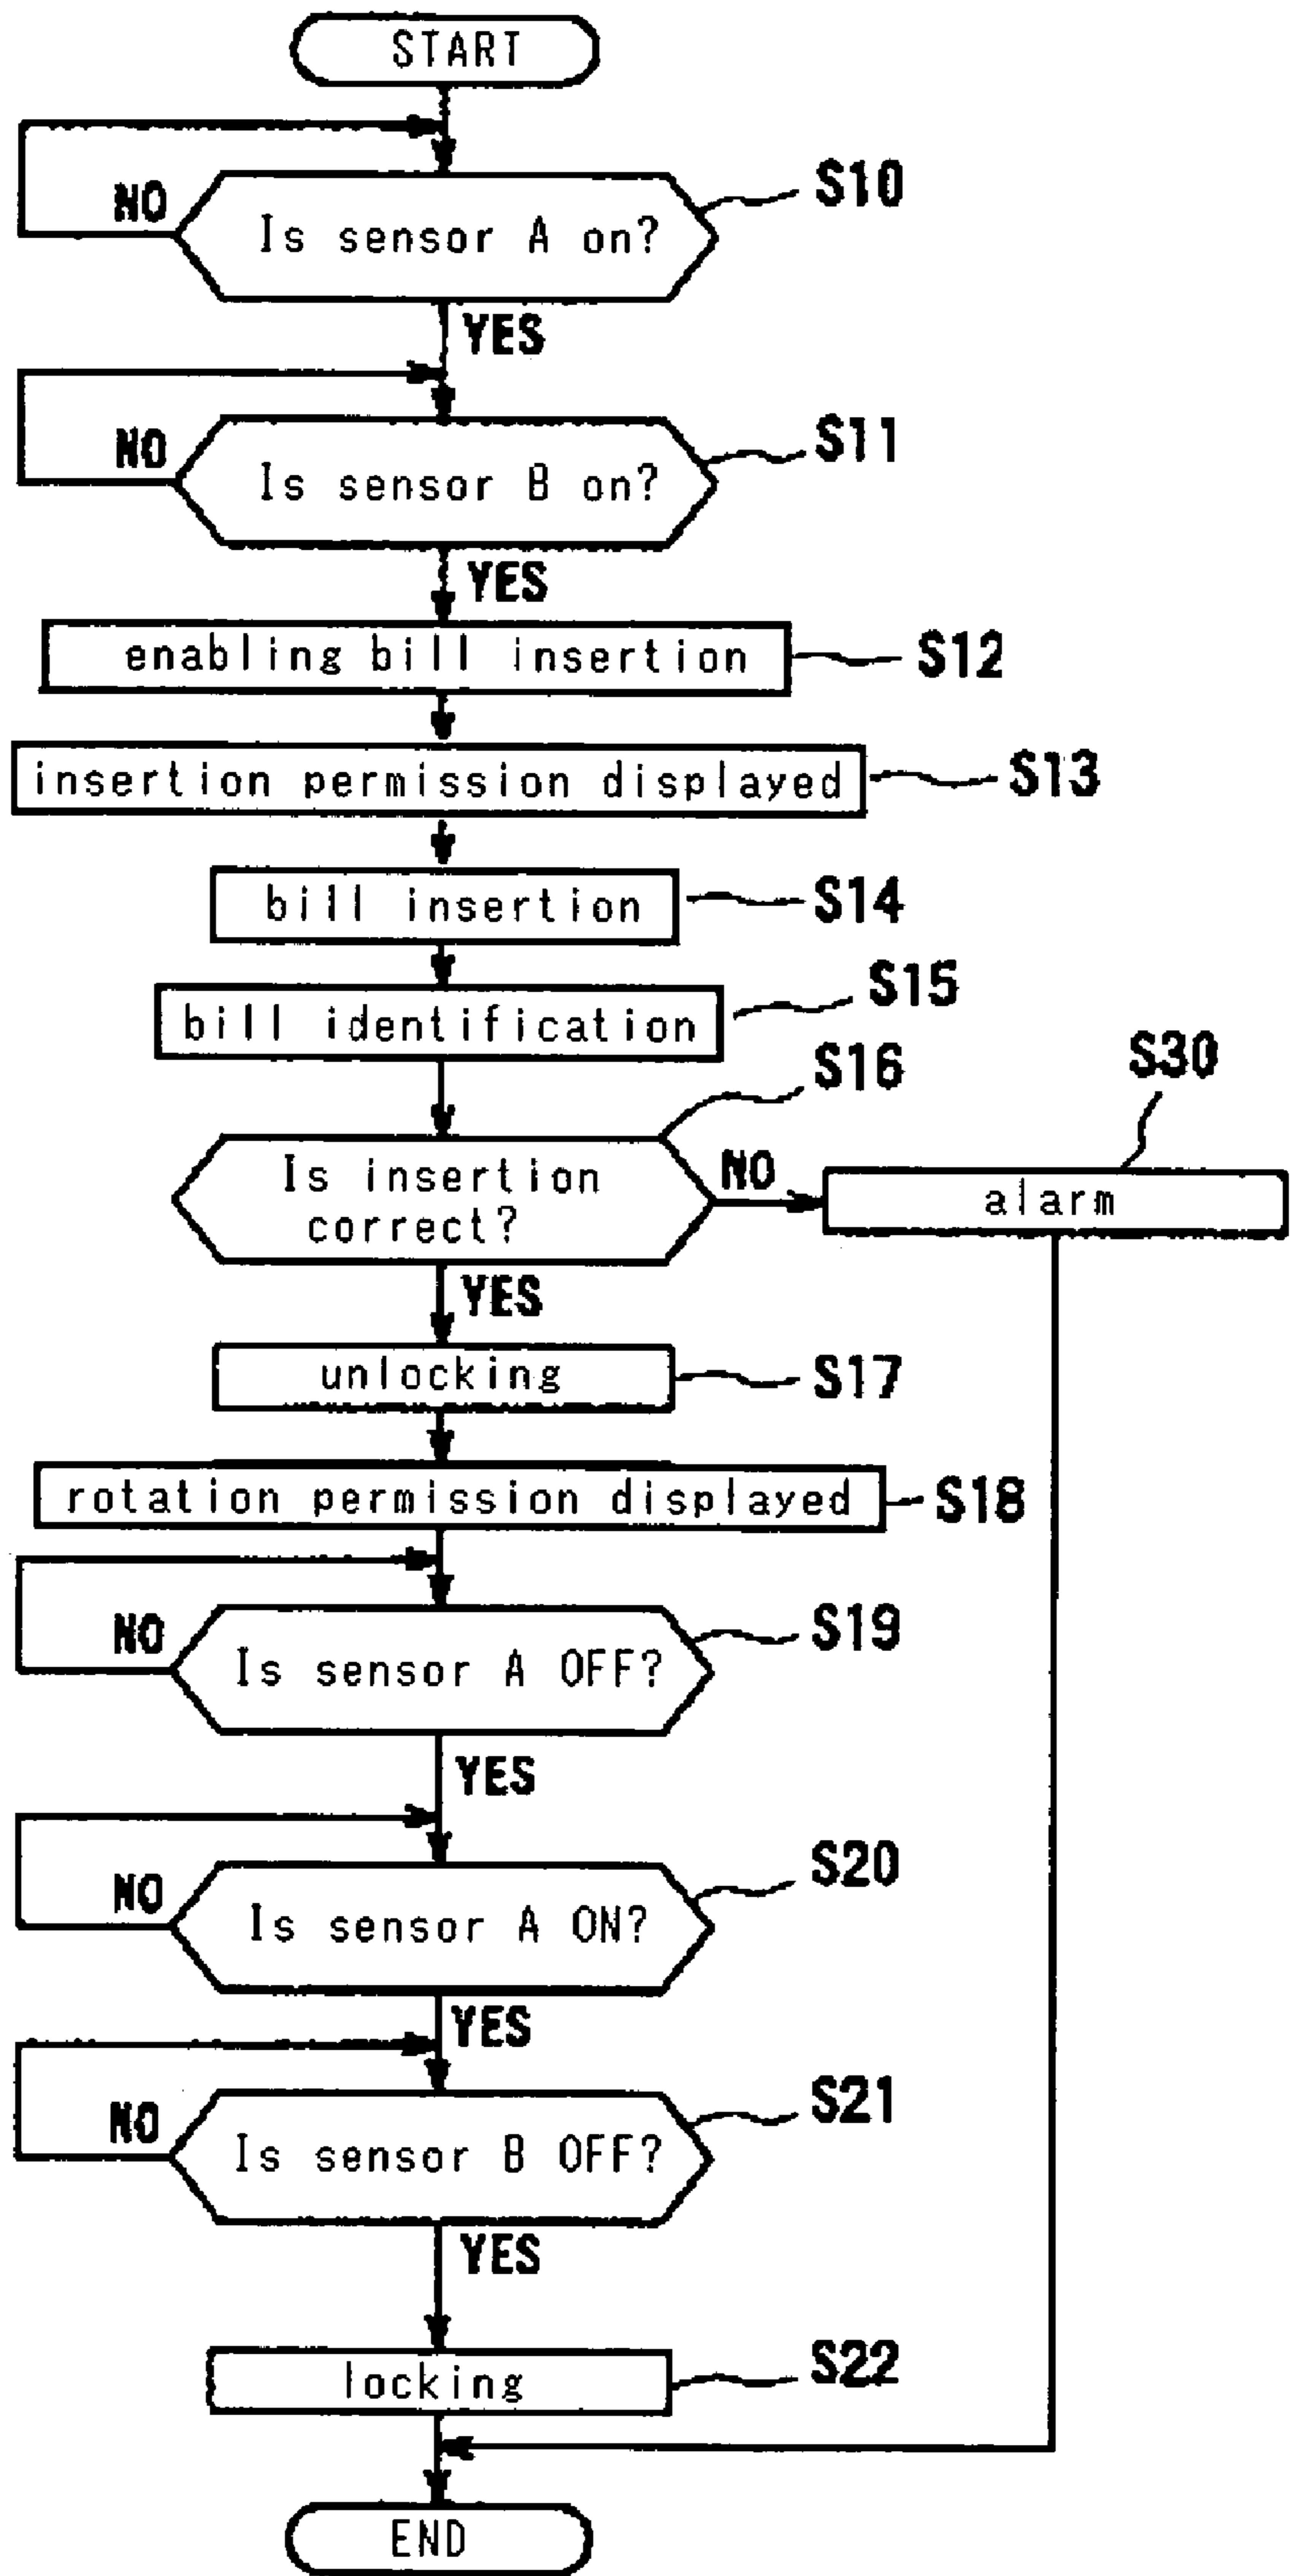 START
S10
NO
Is sensor A on?
YES
S11
NO
Is sensor B on?
YES
enabling bill insertion
S12
insertion permission displayed
S13
bill insertion
S14
S15
bill identification
S16
S30
Is insertion
correct?
NO
alarm
YES
unlocking
S17
rotation permission displayed
S18
S19
NO
Is sensor A OFF?
YES
S20
NO
Is sensor A ON?
YES
S21
NO
Is sensor B OFF?
YES
locking
S22
END